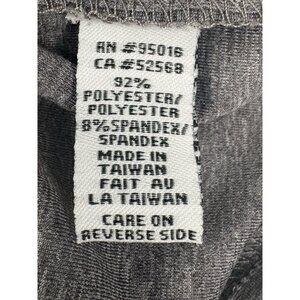 RN #95016
CA #52568
92%
POLYESTER/
POLYESTER
8%SPANDEX/
SPANDEX
MADE IN
TAIWAN
FAIT AU
LA TAIWAN
CARE ON
REVERSE SIDE